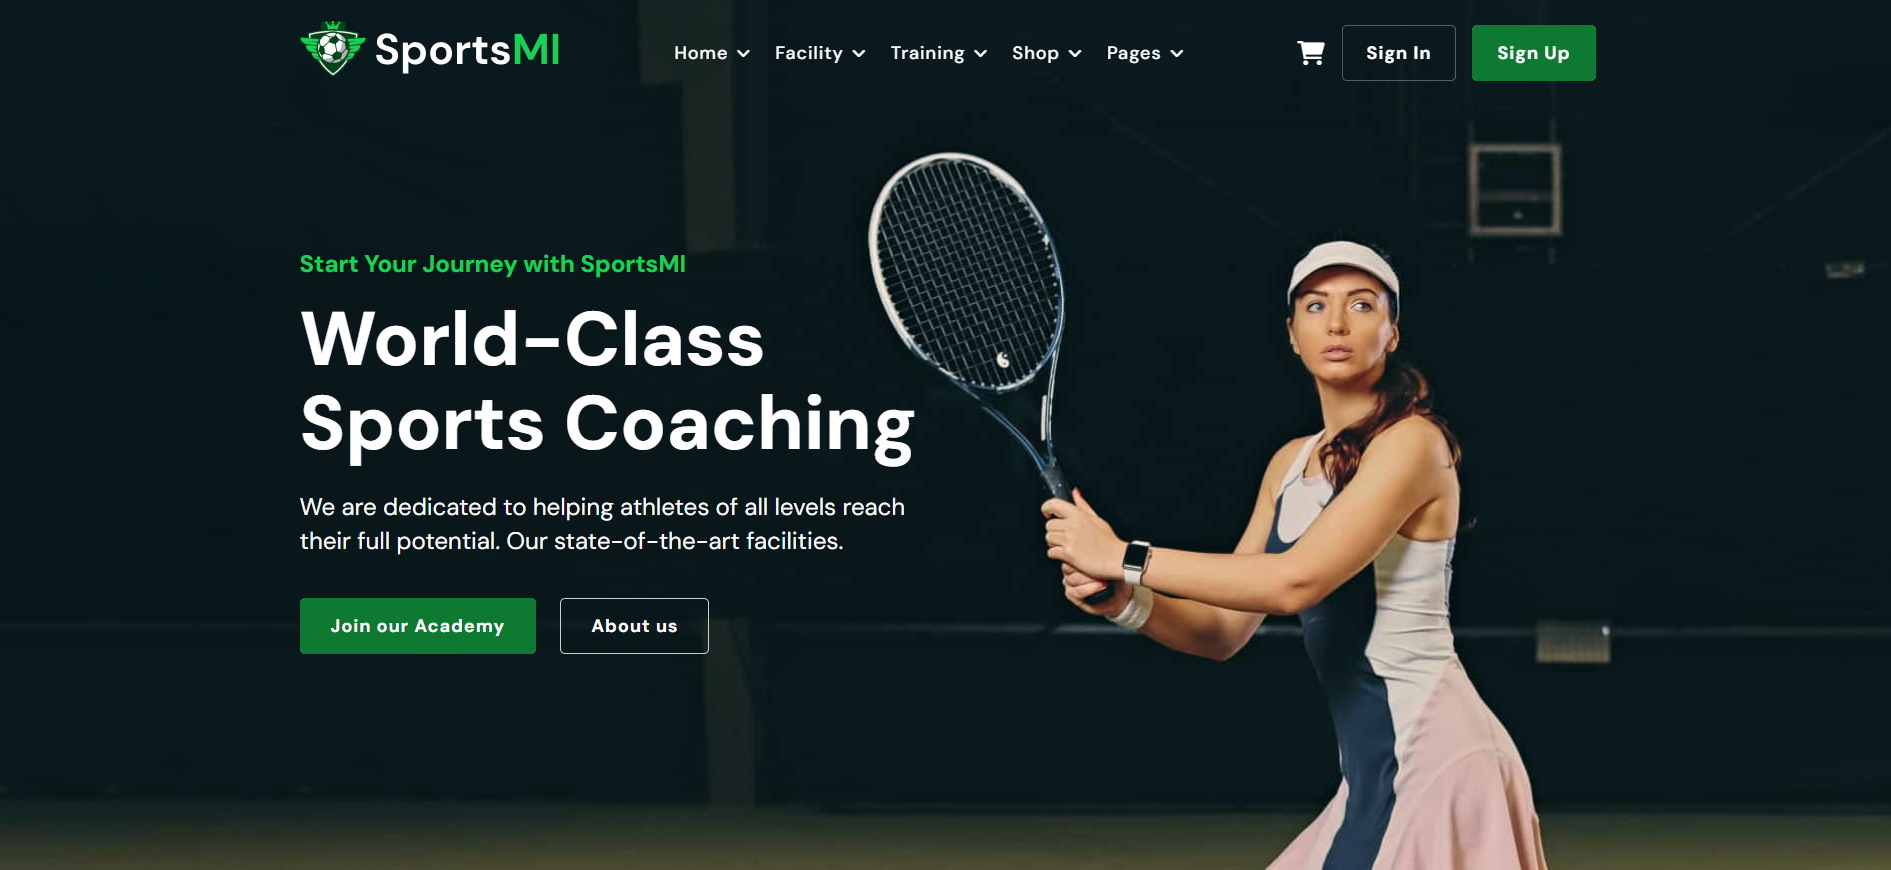 SportsMI
Home
Facility
Training
Shop
Pages
Sign In
Sign Up
Start Your Journey with SportsMI
World-Class
Sports Coaching
We are dedicated to helping athletes of all levels reach
their full potential. Our state-of-the-art facilities.
Join our Academy
About us